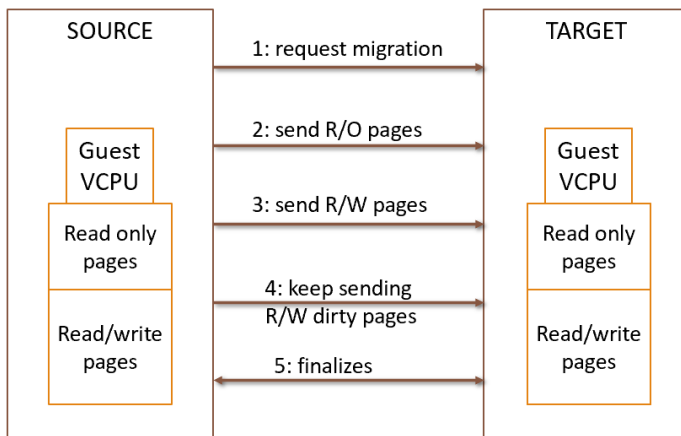 SOURCE
TARGET
1: request migration
2: send R/O pages
3: send R/W pages
4: keep sending
R/W dirty pages
5: finalizes
Guest
VCPU
Read only
pages
Read/write
pages
Guest
VCPU
Read only
pages
Read/write
pages